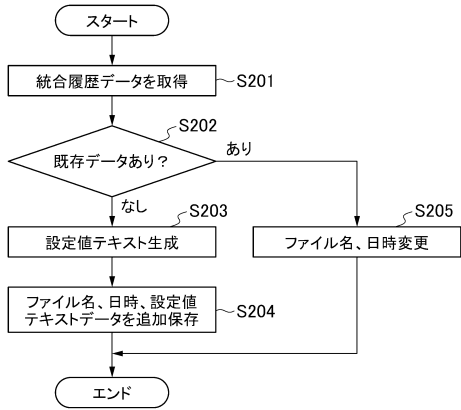 スタート
統合履歴データを取得
S201
S202
既存データあり？
あり
なし
S203
設定値テキスト生成
S205
ファイル名、日時変更
ファイル名、日時、設定値
テキストデータを追加保存
S204
エンド